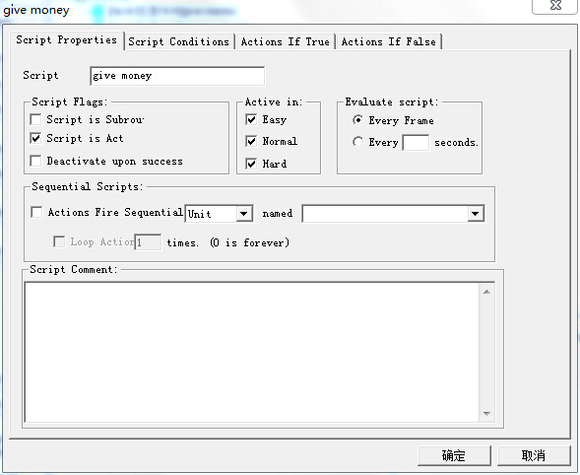 give money
Script Properties
Script Conditions
Actions If True
Actions If False
Script
give money
Script Flags:
Script is Subrou
Script is Act
Deactivate upon success
Active in:
Easy
Normal
Hard
Evaluate script:
Every Frame
Every
seconds.
Sequential Scripts:
Actions Fire Sequential
Unit
named
Loop Action
1
times. (0 is forever)
Script Comment:
确定
取消